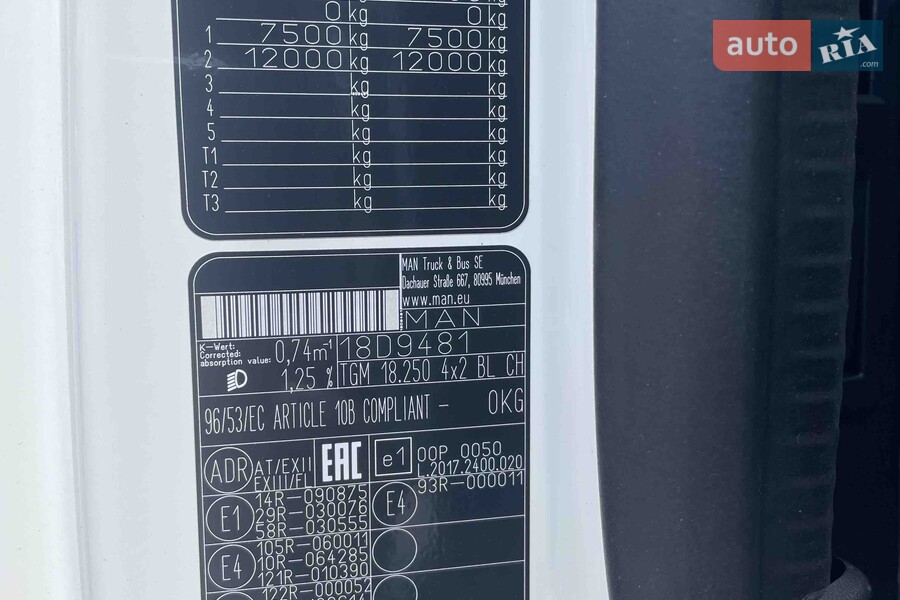 0 kg 0 kg
1 7500 kg 7500 kg
2 12000 kg 12000 kg
3 kg kg
4 kg kg
5 kg kg
T1 kg kg
T2 kg kg
T3 kg kg
auto RIA .com
MAN Truck & Bus SE
Dachauer Straße 667, 80995 München
www.man.eu
MAN
K-Wert:
Corrected:
absorption value:
0,74m-1
1,25 %
18D9481
TGM 18.250 4x2 BL CH
96/53/EC ARTICLE 10B COMPLIANT – 0KG
ADR AT/EXII
EXIII/FL
EAC
e1 00P 0050
L.2017.2400.020
E1
14R-090875
29R-030076
58R-030555
E4 93R-000011
E4
105R-060011
10R-064285
121R-010390
122R-000052